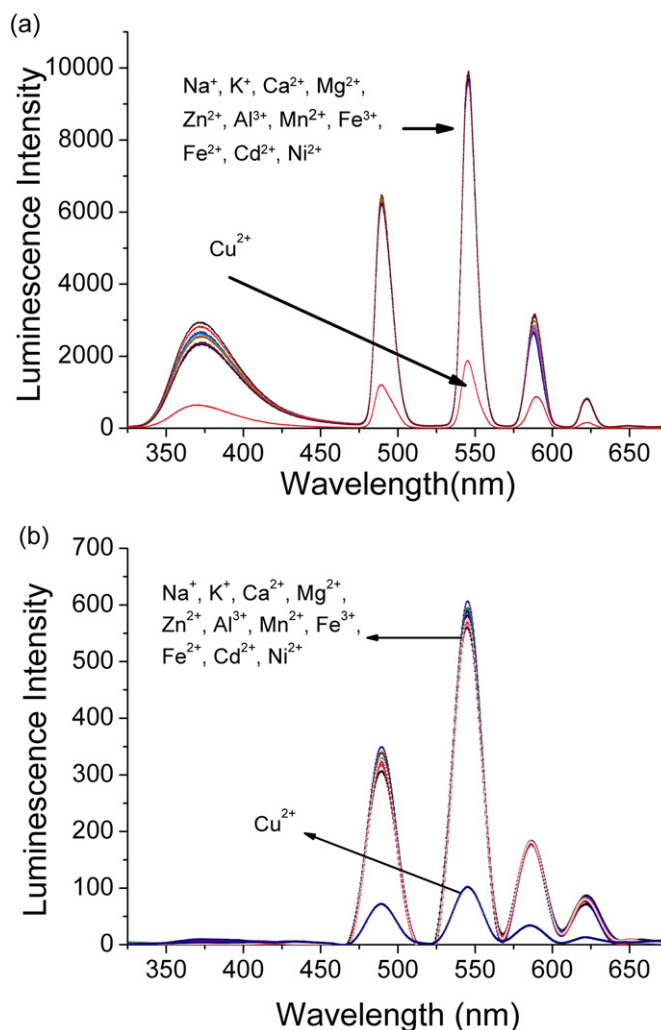 (a)
10000
8000
6000
4000
2000
0
Luminescence Intensity
Na⁺, K⁺, Ca²⁺, Mg²⁺,
Zn²⁺, Al³⁺, Mn²⁺, Fe³⁺,
Fe²⁺, Cd²⁺, Ni²⁺
Cu²⁺
350 400 450 500 550 600 650
Wavelength(nm)
(b)
700
600
500
400
300
200
100
0
Luminescence Intensity
Na⁺, K⁺, Ca²⁺, Mg²⁺,
Zn²⁺, Al³⁺, Mn²⁺, Fe³⁺,
Fe²⁺, Cd²⁺, Ni²⁺
Cu²⁺
350 400 450 500 550 600 650
Wavelength (nm)